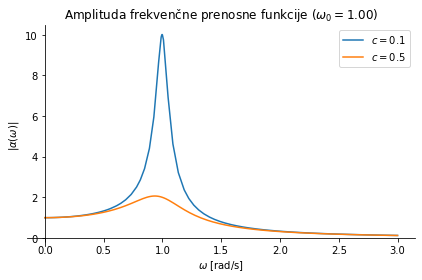 Amplituda frekvenčne prenosne funkcije (ω₀ = 1.00)
c = 0.1
c = 0.5
|α(ω)|
10
8
6
4
2
0
0.0 0.5 1.0 1.5 2.0 2.5 3.0
ω [rad/s]